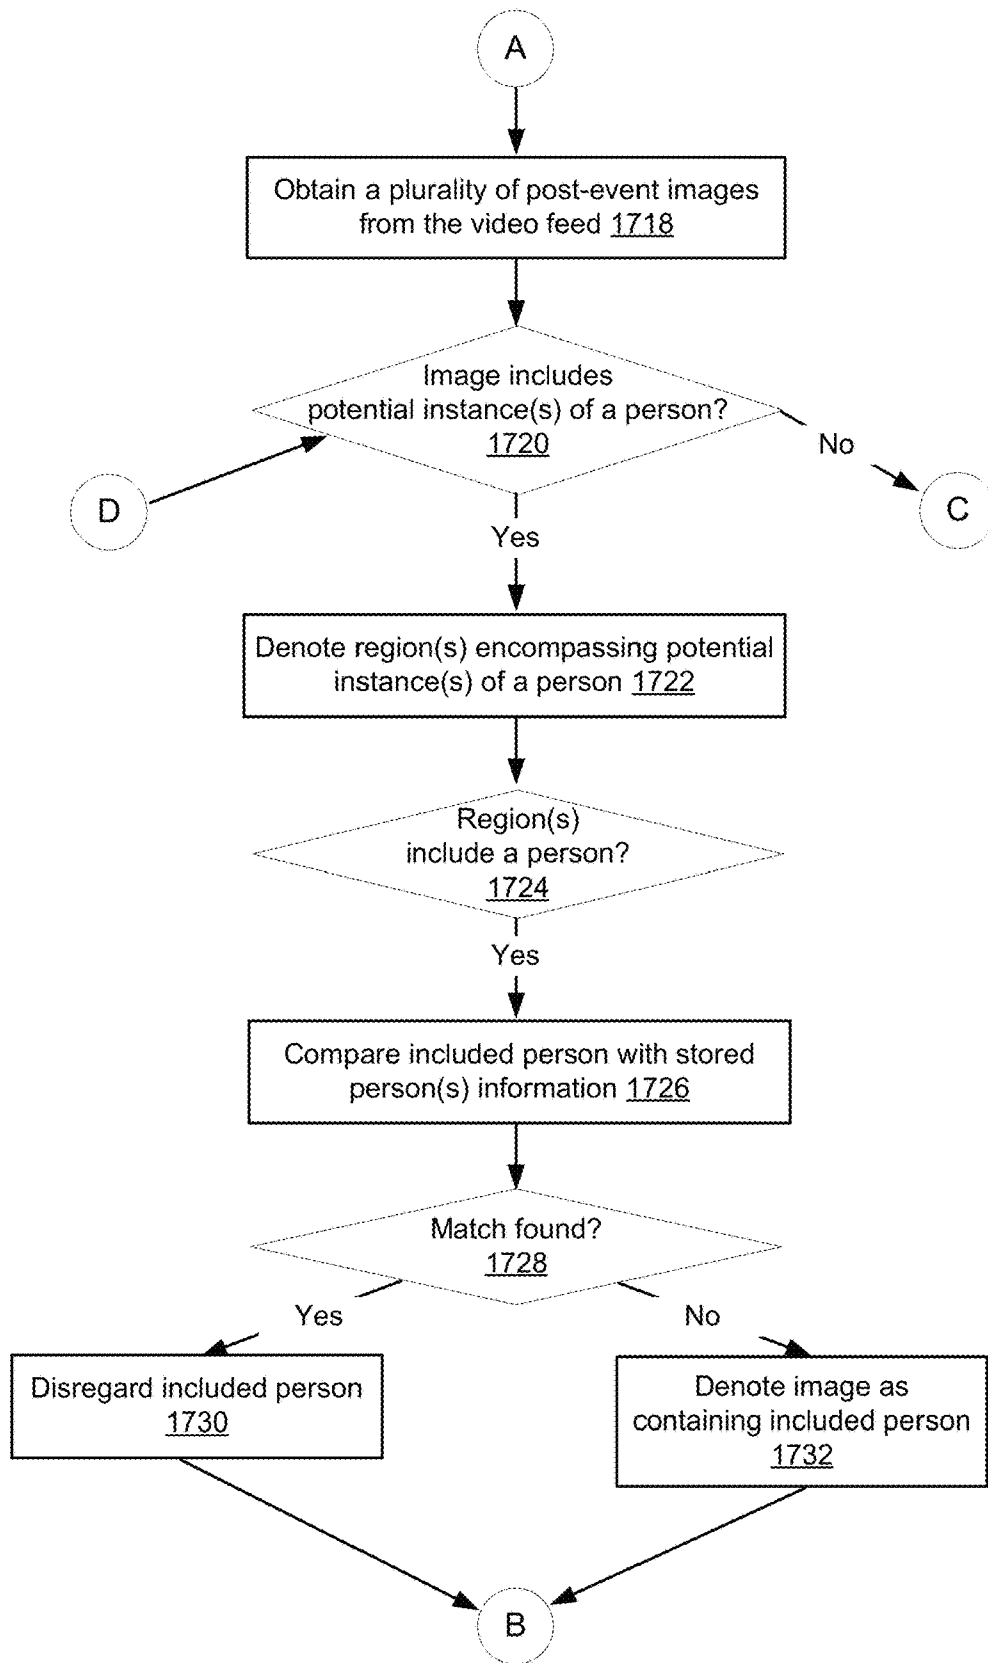 A
Obtain a plurality of post-event images
from the video feed 1718
Image includes
potential instance(s) of a person?
1720
No
D
C
Yes
Denote region(s) encompassing potential
instance(s) of a person 1722
Region(s)
include a person?
1724
Yes
Compare included person with stored
person(s) information 1726
Match found?
1728
Yes
No
Disregard included person
1730
Denote image as
containing included person
1732
B